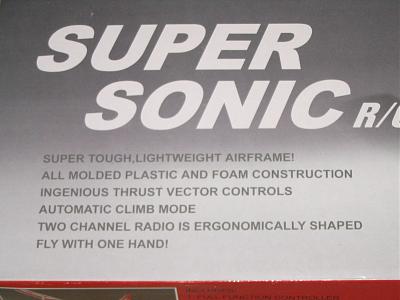 SUPER
SONIC R/
SUPER TOUGH,LIGHTWEIGHT AIRFRAME!
ALL MOLDED PLASTIC AND FOAM CONSTRUCTION
INGENIOUS THRUST VECTOR CONTROLS
AUTOMATIC CLIMB MODE
TWO CHANNEL RADIO IS ERGONOMICALLY SHAPED
FLY WITH ONE HAND!